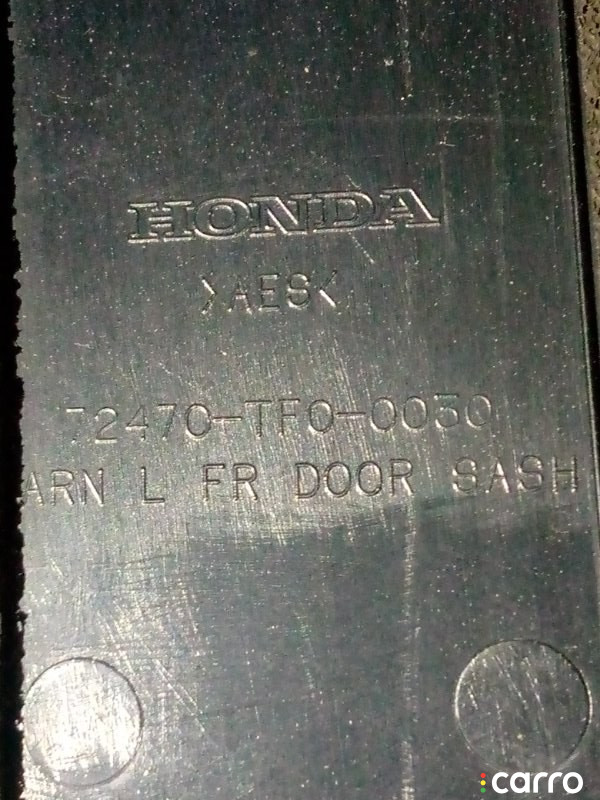 HONDA
>AES<
72470-TF0-0030
ARN L FR DOOR SASH
carro